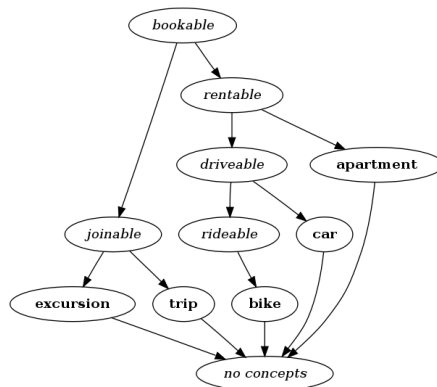 bookable
rentable
driveable
apartment
joinable
rideable
car
excursion
trip
bike
no concepts